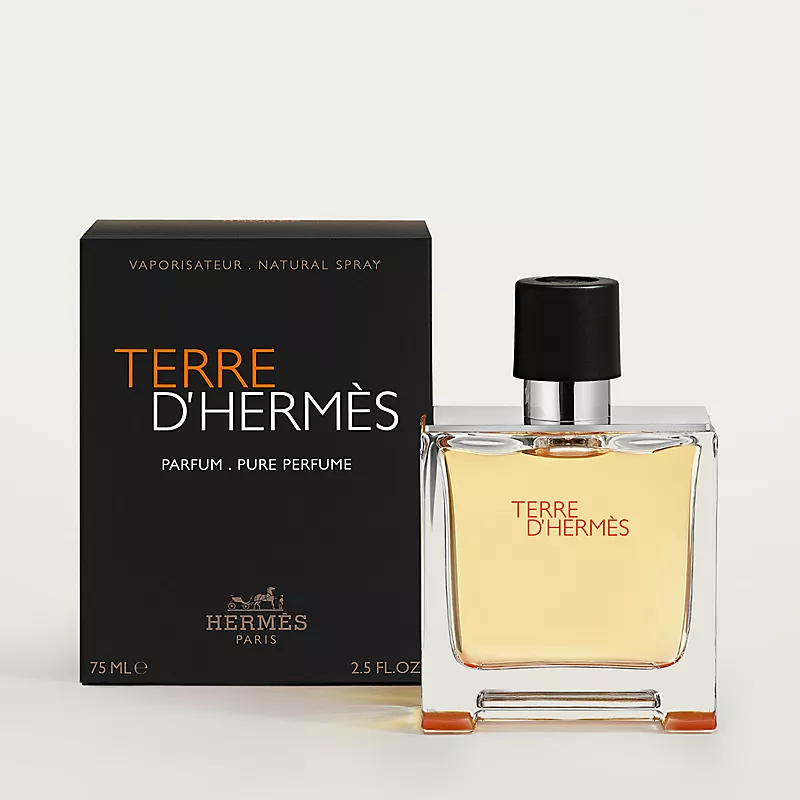 VAPORISATEUR . NATURAL SPRAY
TERRE
D'HERMÈS
PARFUM . PURE PERFUME
HERMÈS
PARIS
75 ML ℮
2.5 FL.OZ
TERRE
D'HERMÈS